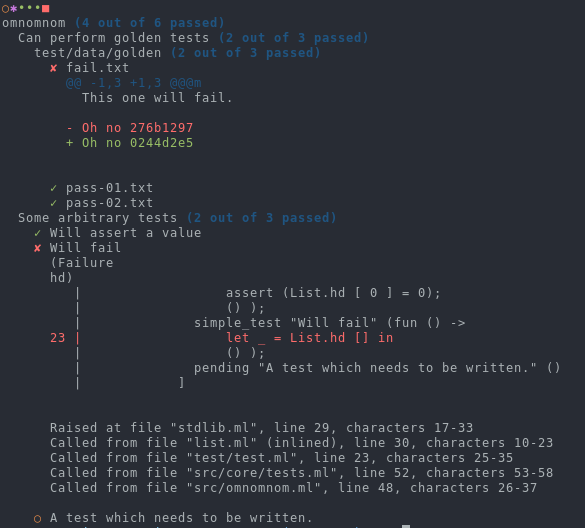 ○✱•••■
omnomnom (4 out of 6 passed)
Can perform golden tests (2 out of 3 passed)
test/data/golden (2 out of 3 passed)
✘ fail.txt
@@ -1,3 +1,3 @@@m
This one will fail.
- Oh no 276b1297
+ Oh no 0244d2e5
✓ pass-01.txt
✓ pass-02.txt
Some arbitrary tests (2 out of 3 passed)
✓ Will assert a value
✘ Will fail
(Failure
hd)
| assert (List.hd [ 0 ] = 0);
| () );
| simple_test "Will fail" (fun () ->
23 | let _ = List.hd [] in
| () );
| pending "A test which needs to be written." ()
| ]
Raised at file "stdlib.ml", line 29, characters 17-33
Called from file "list.ml" (inlined), line 30, characters 10-23
Called from file "test/test.ml", line 23, characters 25-35
Called from file "src/core/tests.ml", line 52, characters 53-58
Called from file "src/omnomnom.ml", line 48, characters 26-37
○ A test which needs to be written.